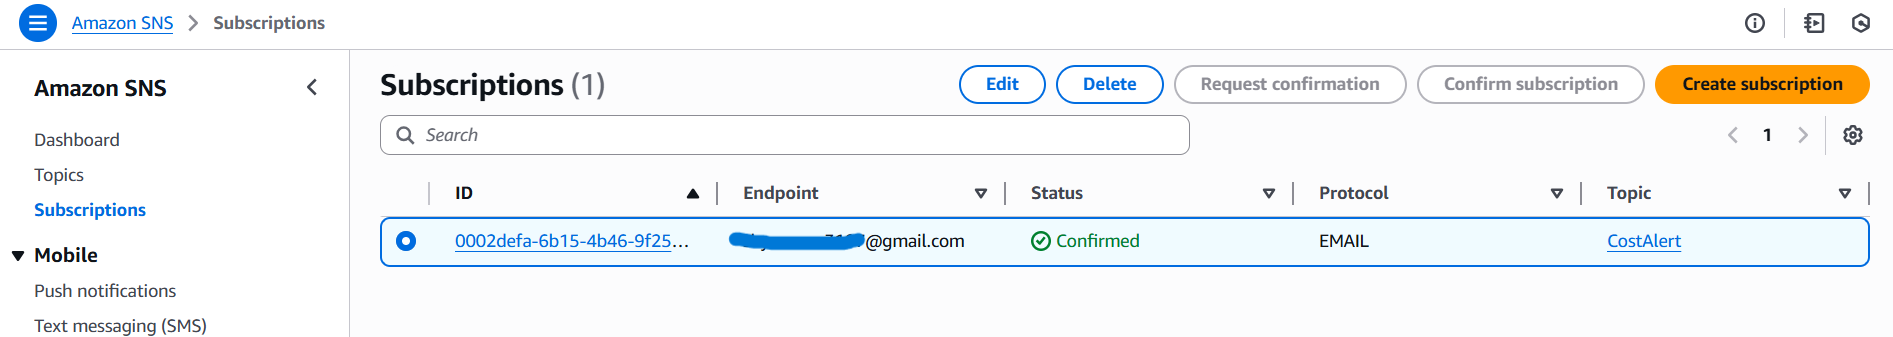 Amazon SNS > Subscriptions
Amazon SNS
Dashboard
Topics
Subscriptions
Mobile
Push notifications
Text messaging (SMS)
Subscriptions (1)
Edit Delete Request confirmation Confirm subscription Create subscription
Search
1
ID Endpoint Status Protocol Topic
0002defa-6b15-4b46-9f25... @gmail.com Confirmed EMAIL CostAlert